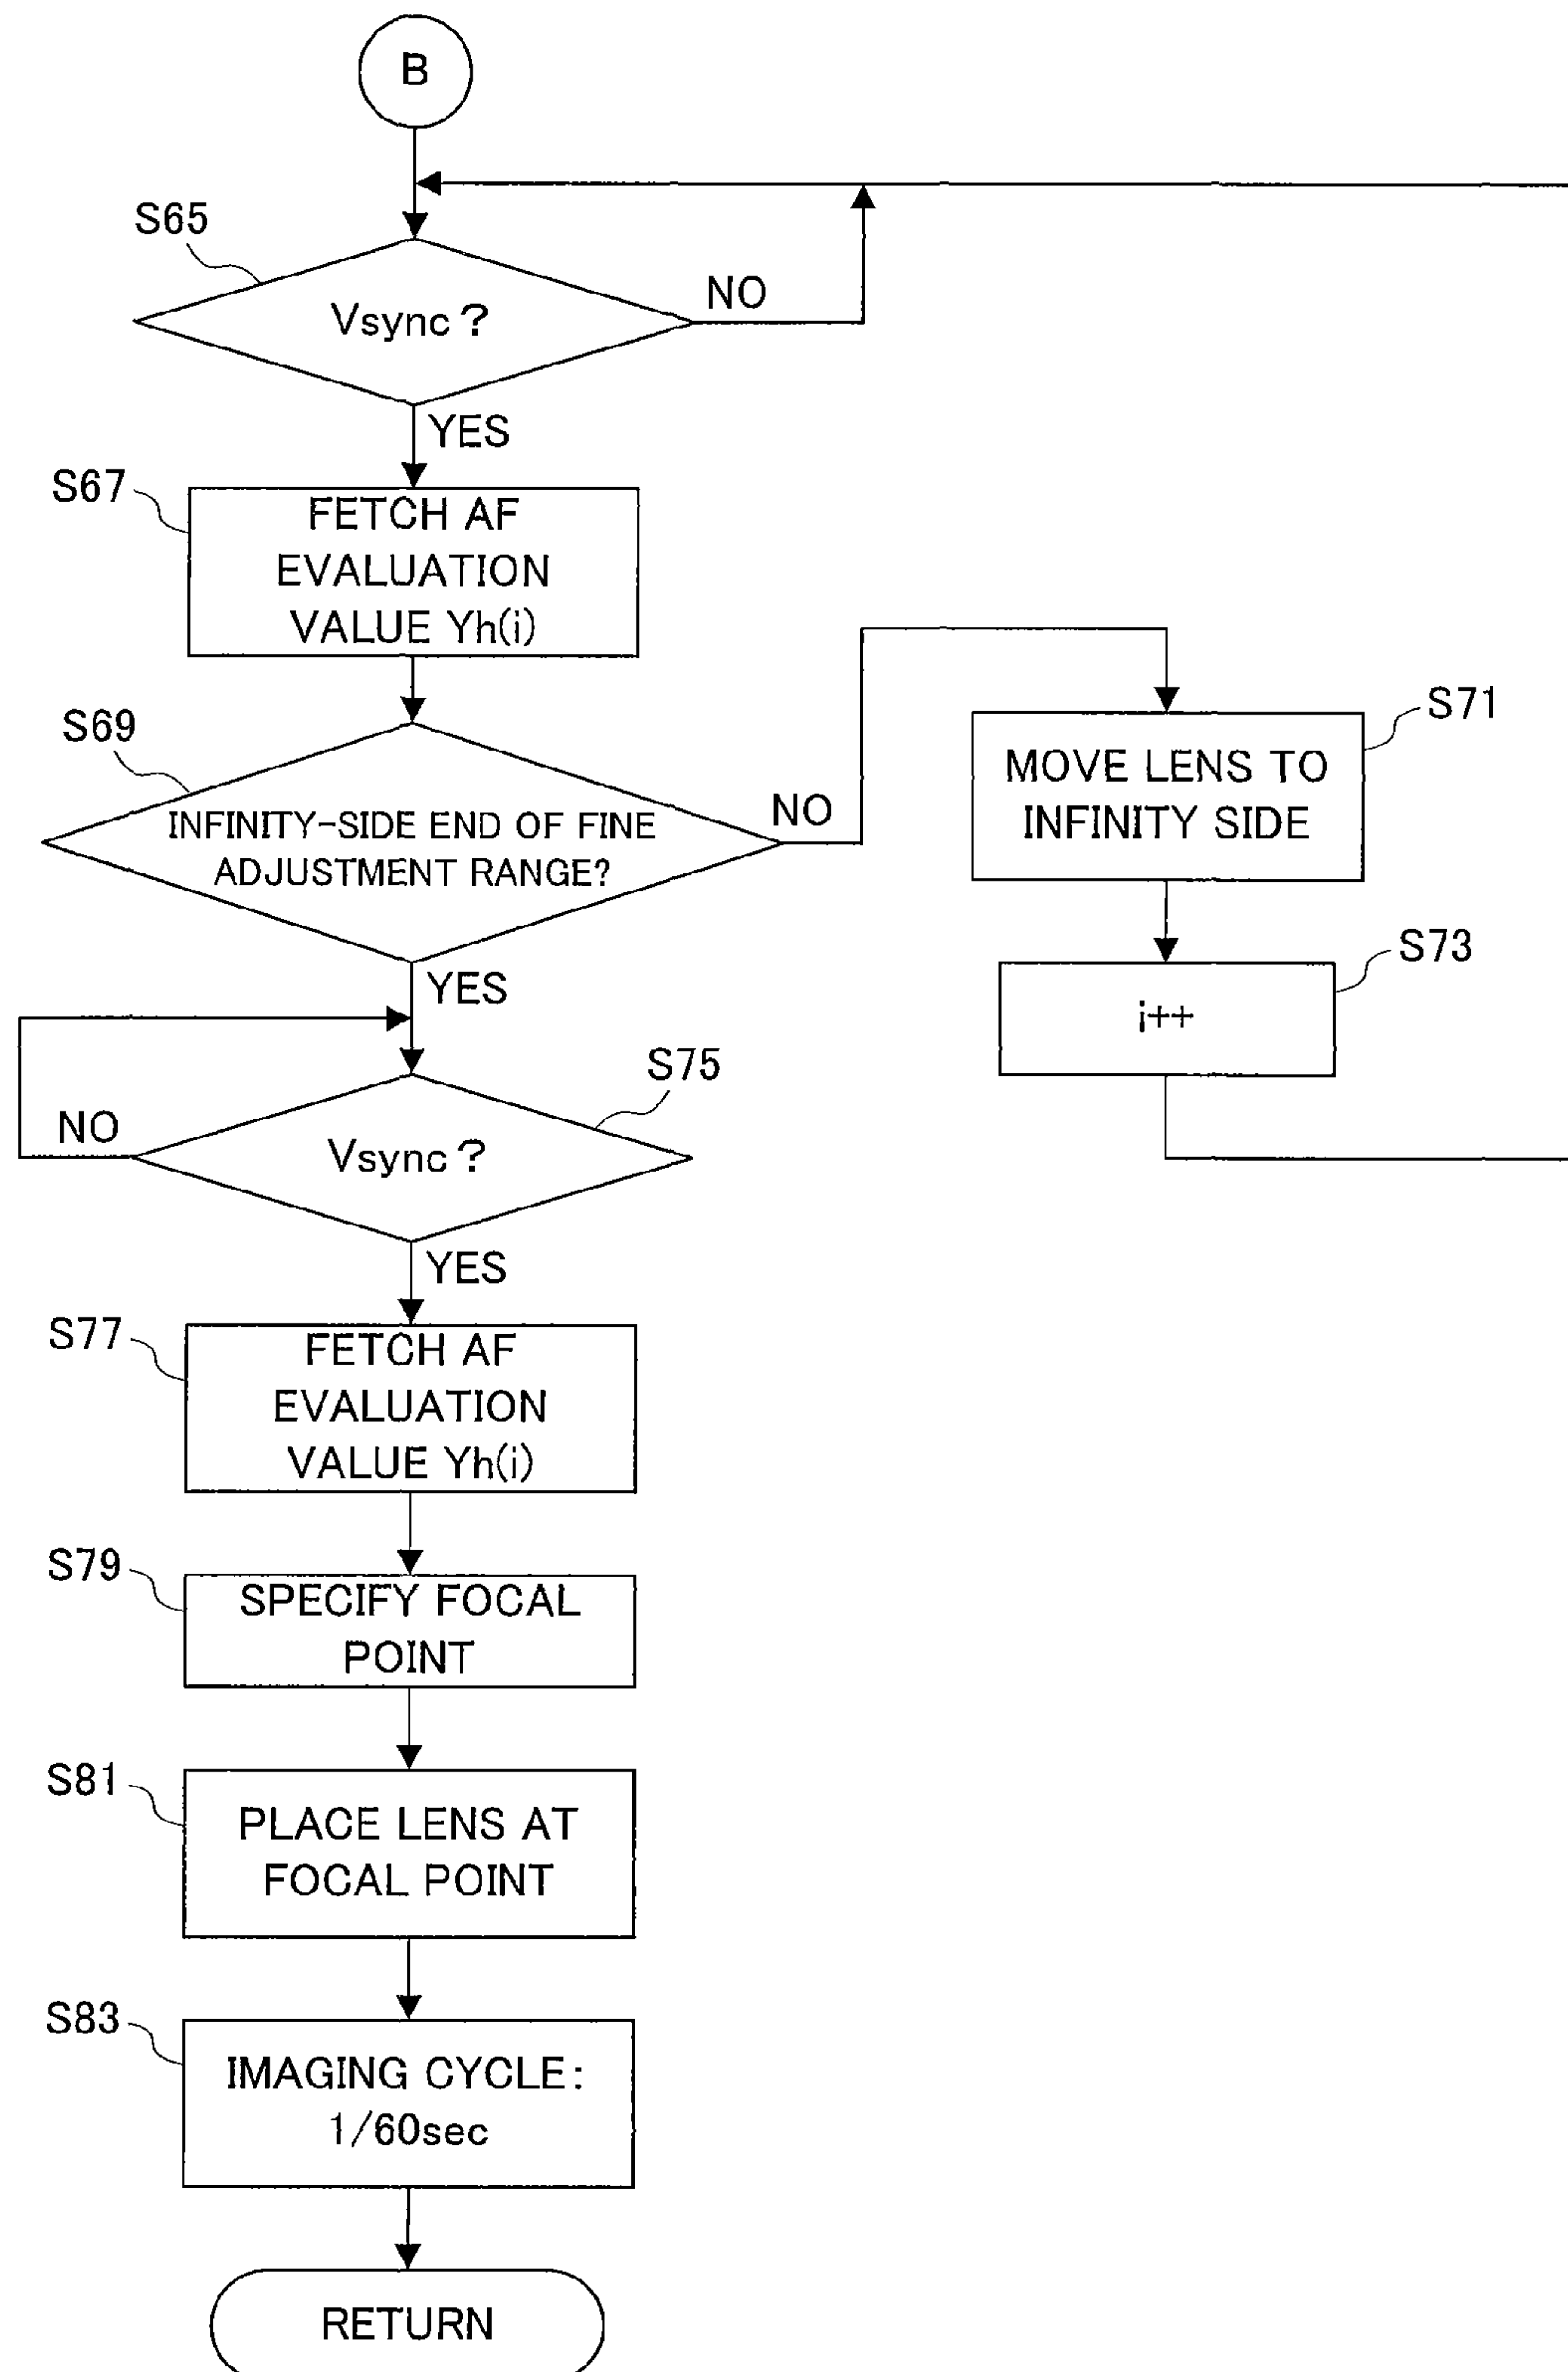 B
S65
Vsync?
NO
YES
S67
FETCH AF
EVALUATION
VALUE Yh(i)
S69
INFINITY-SIDE END OF FINE
ADJUSTMENT RANGE?
NO
S71
MOVE LENS TO
INFINITY SIDE
S73
i++
YES
S75
Vsync?
NO
YES
S77
FETCH AF
EVALUATION
VALUE Yh(i)
S79
SPECIFY FOCAL
POINT
S81
PLACE LENS AT
FOCAL POINT
S83
IMAGING CYCLE:
1/60sec
RETURN